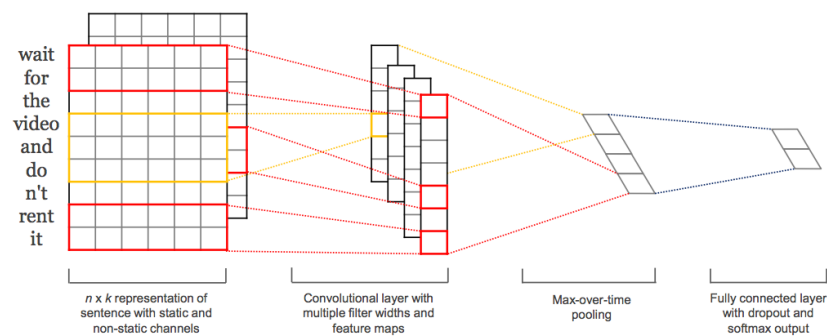 wait
for
the
video
and
do
n't
rent
it
n x k representation of
sentence with static and
non-static channels
Convolutional layer with
multiple filter widths and
feature maps
Max-over-time
pooling
Fully connected layer
with dropout and
softmax output